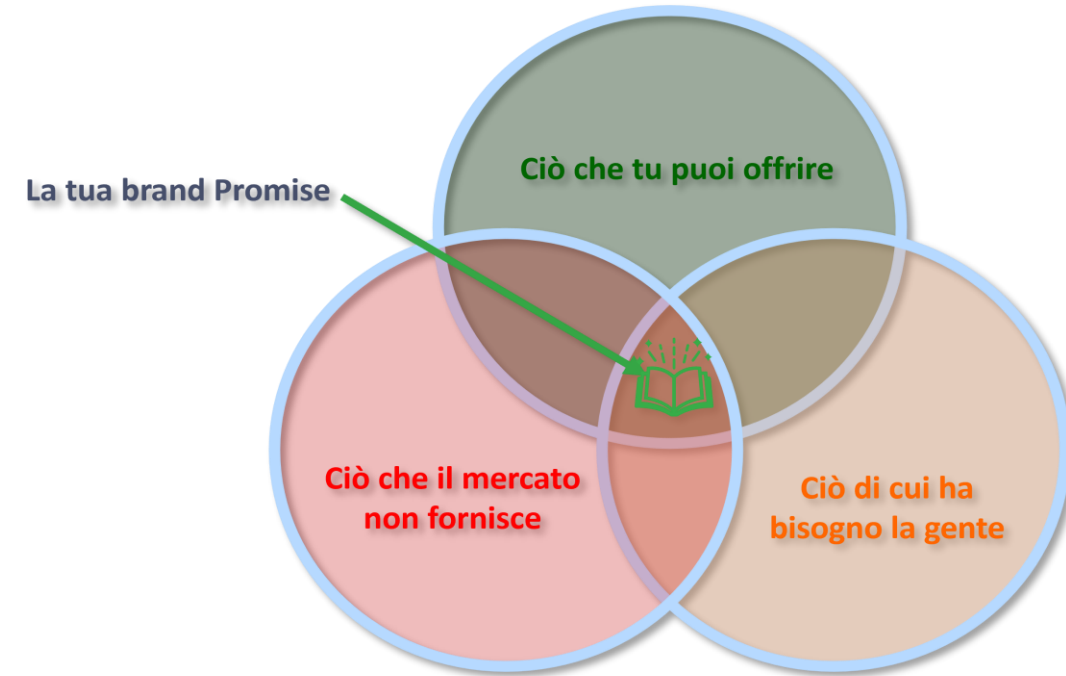 Ciò che tu puoi offrire
La tua brand Promise
Ciò che il mercato
non fornisce
Ciò di cui ha
bisogno la gente